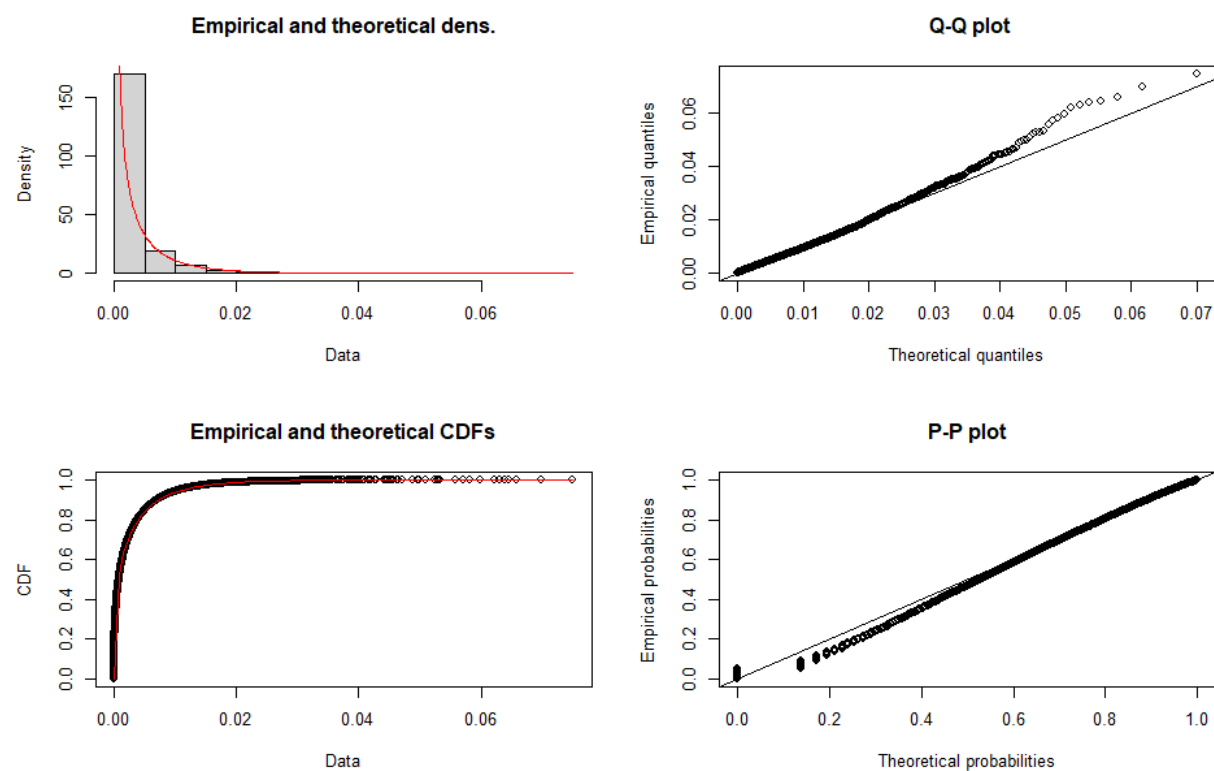 Empirical and theoretical dens.
Density
0 50 100 150
0.00 0.02 0.04 0.06
Data
Q-Q plot
Empirical quantiles
0.00 0.02 0.04 0.06
0.00 0.01 0.02 0.03 0.04 0.05 0.06 0.07
Theoretical quantiles
Empirical and theoretical CDFs
CDF
0.0 0.2 0.4 0.6 0.8 1.0
0.00 0.02 0.04 0.06
Data
P-P plot
Empirical probabilities
0.0 0.2 0.4 0.6 0.8 1.0
0.0 0.2 0.4 0.6 0.8 1.0
Theoretical probabilities